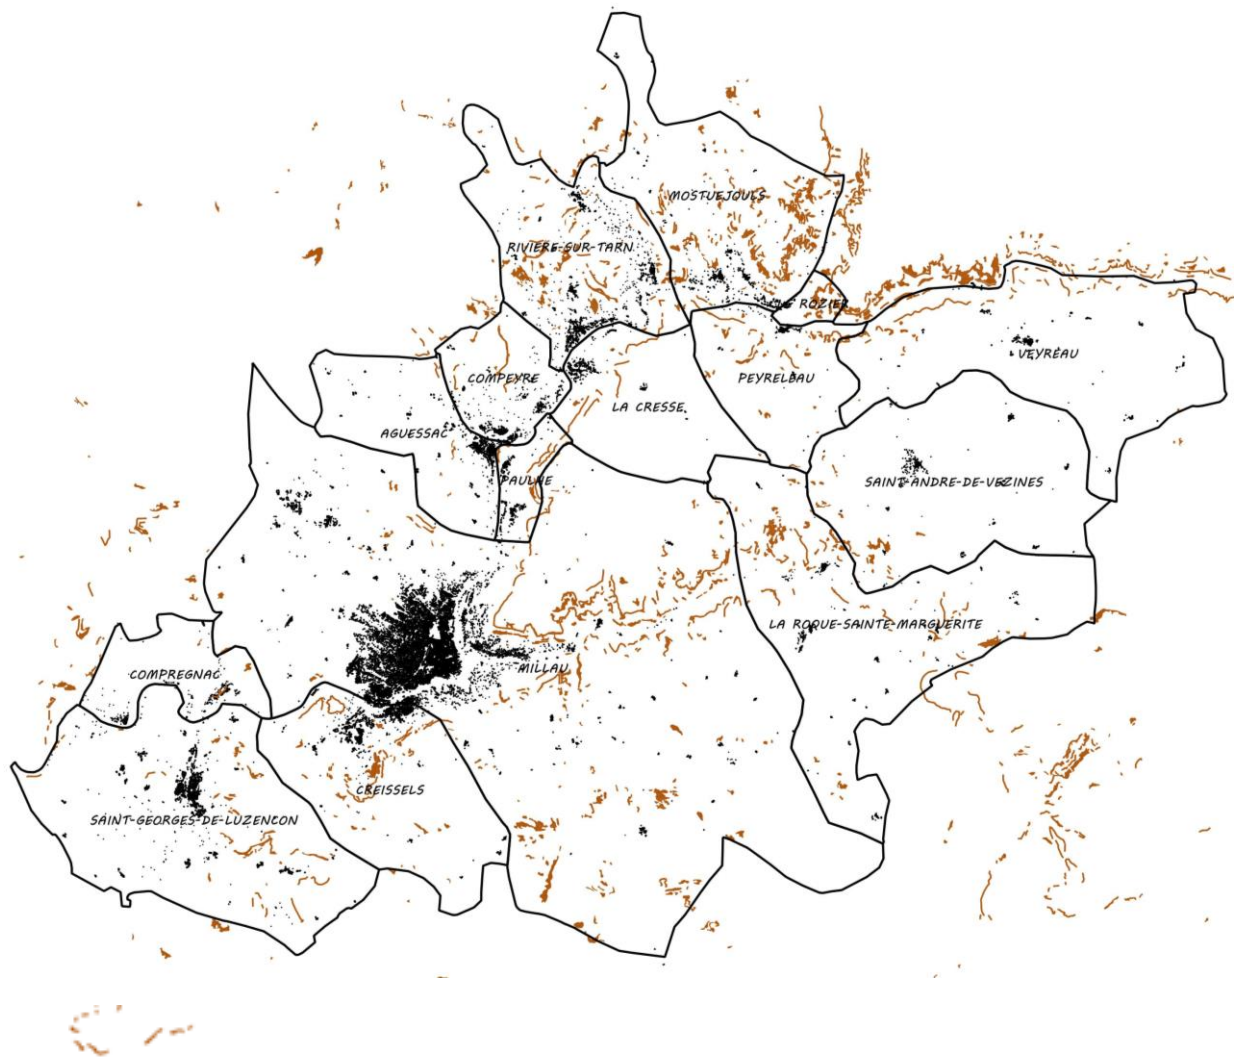 MOSTUEJOULS
RIVIERE-SUR-TARN
ROZIER
VEYREAU
COMPEYRE
PEYRELEAU
LA CRESSE
AGUESSAC
PAULHE
SAINT-ANDRE-DE-VEZINES
LA ROQUE-SAINTE-MARGUERITE
MILLAU
COMPREGNAC
CREISSELS
SAINT-GEORGES-DE-LUZENCON